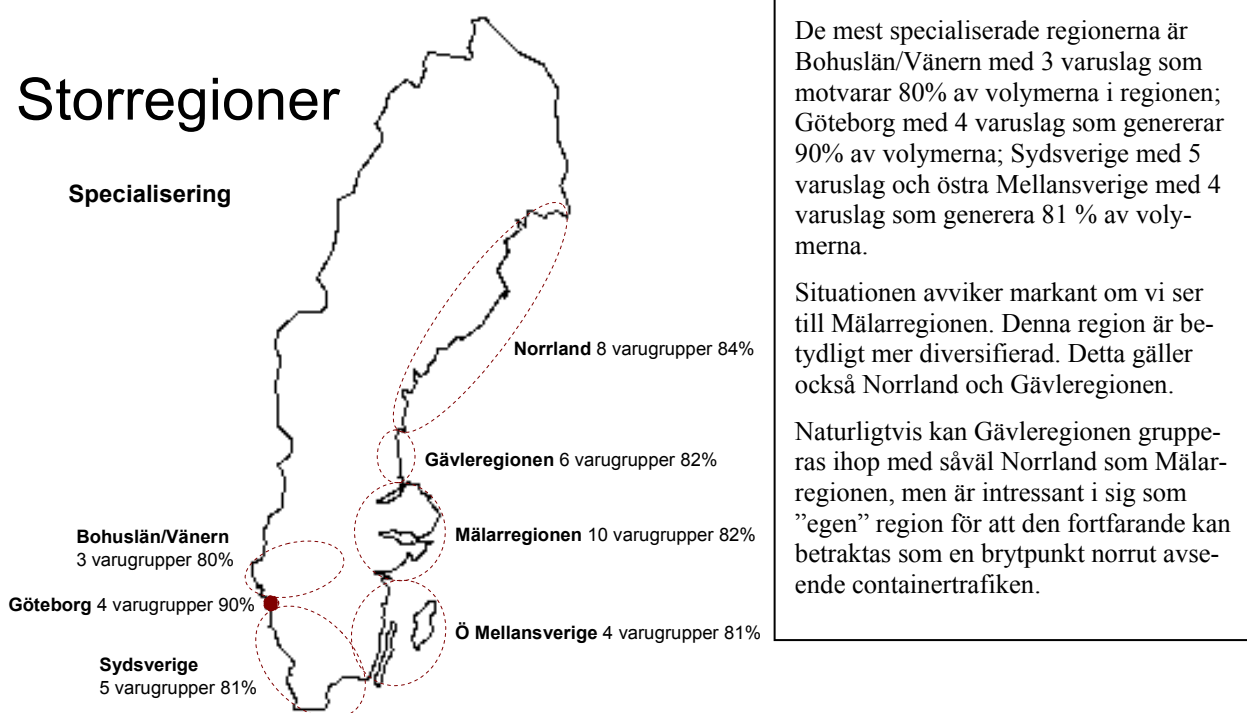 Storregioner
Specialisering
Norrland 8 varugrupper 84%
Gävleregionen 6 varugrupper 82%
Bohuslän/Vänern
3 varugrupper 80%
Mälarregionen 10 varugrupper 82%
Göteborg 4 varugrupper 90%
Ö Mellansverige 4 varugrupper 81%
Sydsverige
5 varugrupper 81%
De mest specialiserade regionerna är
Bohuslän/Vänern med 3 varuslag som
motvarar 80% av volymerna i regionen;
Göteborg med 4 varuslag som genererar
90% av volymerna; Sydsverige med 5
varuslag och östra Mellansverige med 4
varuslag som generera 81 % av voly-
merna.
Situationen avviker markant om vi ser
till Mälarregionen. Denna region är be-
tydligt mer diversifierad. Detta gäller
också Norrland och Gävleregionen.
Naturligtvis kan Gävleregionen gruppe-
ras ihop med såväl Norrland som Mälar-
regionen, men är intressant i sig som
”egen” region för att den fortfarande kan
betraktas som en brytpunkt norrut avse-
ende containertrafiken.